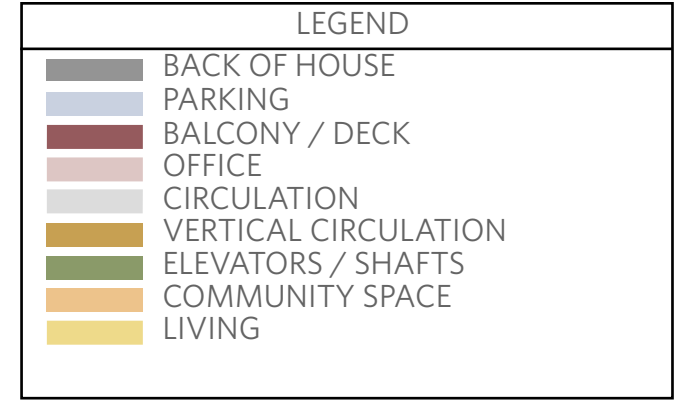 LEGEND
BACK OF HOUSE
PARKING
BALCONY / DECK
OFFICE
CIRCULATION
VERTICAL CIRCULATION
ELEVATORS / SHAFTS
COMMUNITY SPACE
LIVING